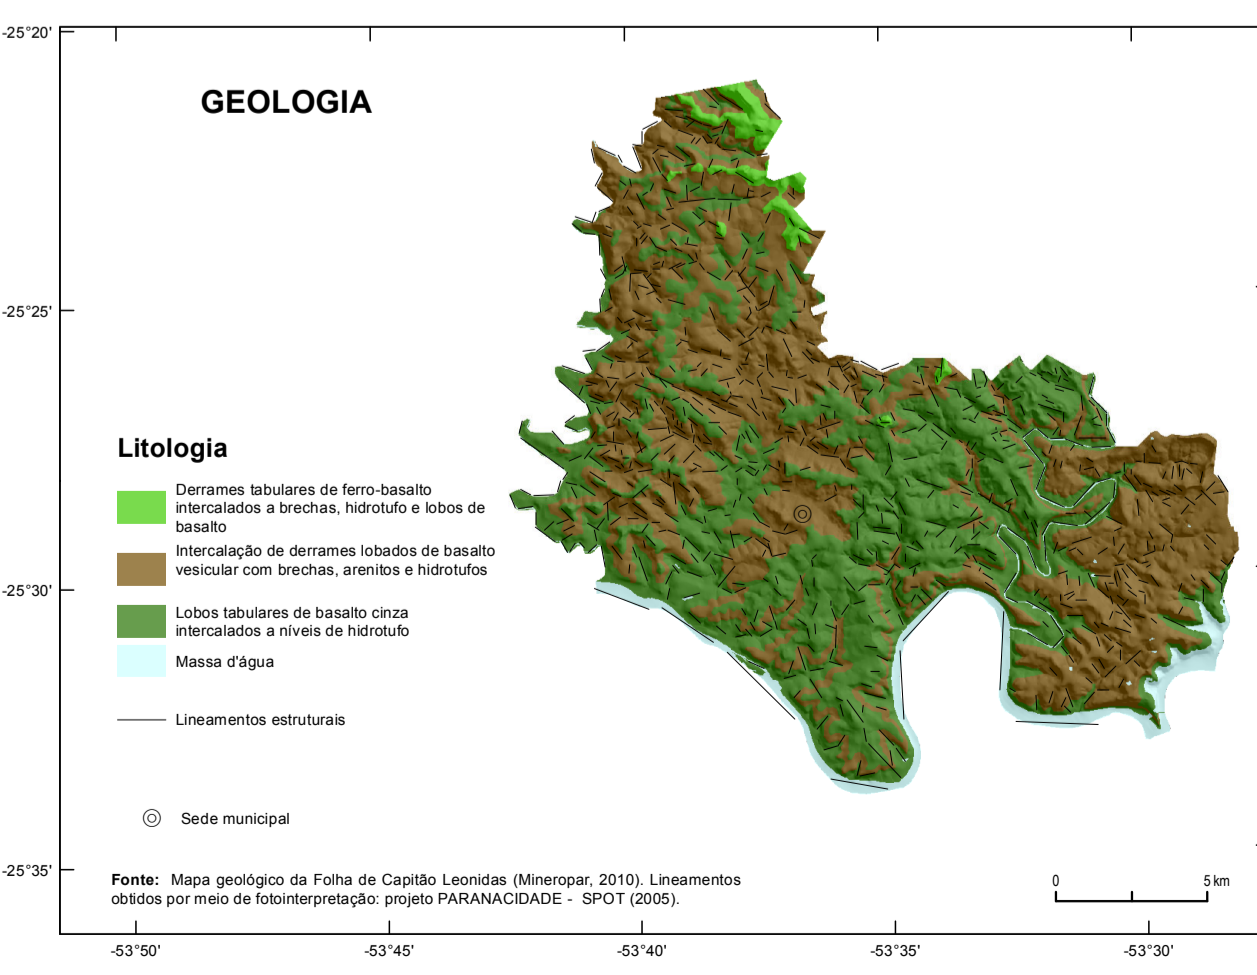 -25°20'
GEOLOGIA
-25°25'
Litologia
Derrames tabulares de ferro-basalto
intercalados a brechas, hidrotufo e lobos de
basalto
Intercalação de derrames lobados de basalto
vesicular com brechas, arenitos e hidrotufos
-25°30'
Lobos tabulares de basalto cinza
intercalados a níveis de hidrotufo
Massa d'água
Lineamentos estruturais
Sede municipal
-25°35'
Fonte: Mapa geológico da Folha de Capitão Leonidas (Mineropar, 2010). Lineamentos
obtidos por meio de fotointerpretação: projeto PARANACIDADE - SPOT (2005).
0 5 km
-53°50' -53°45' -53°40' -53°35' -53°30'